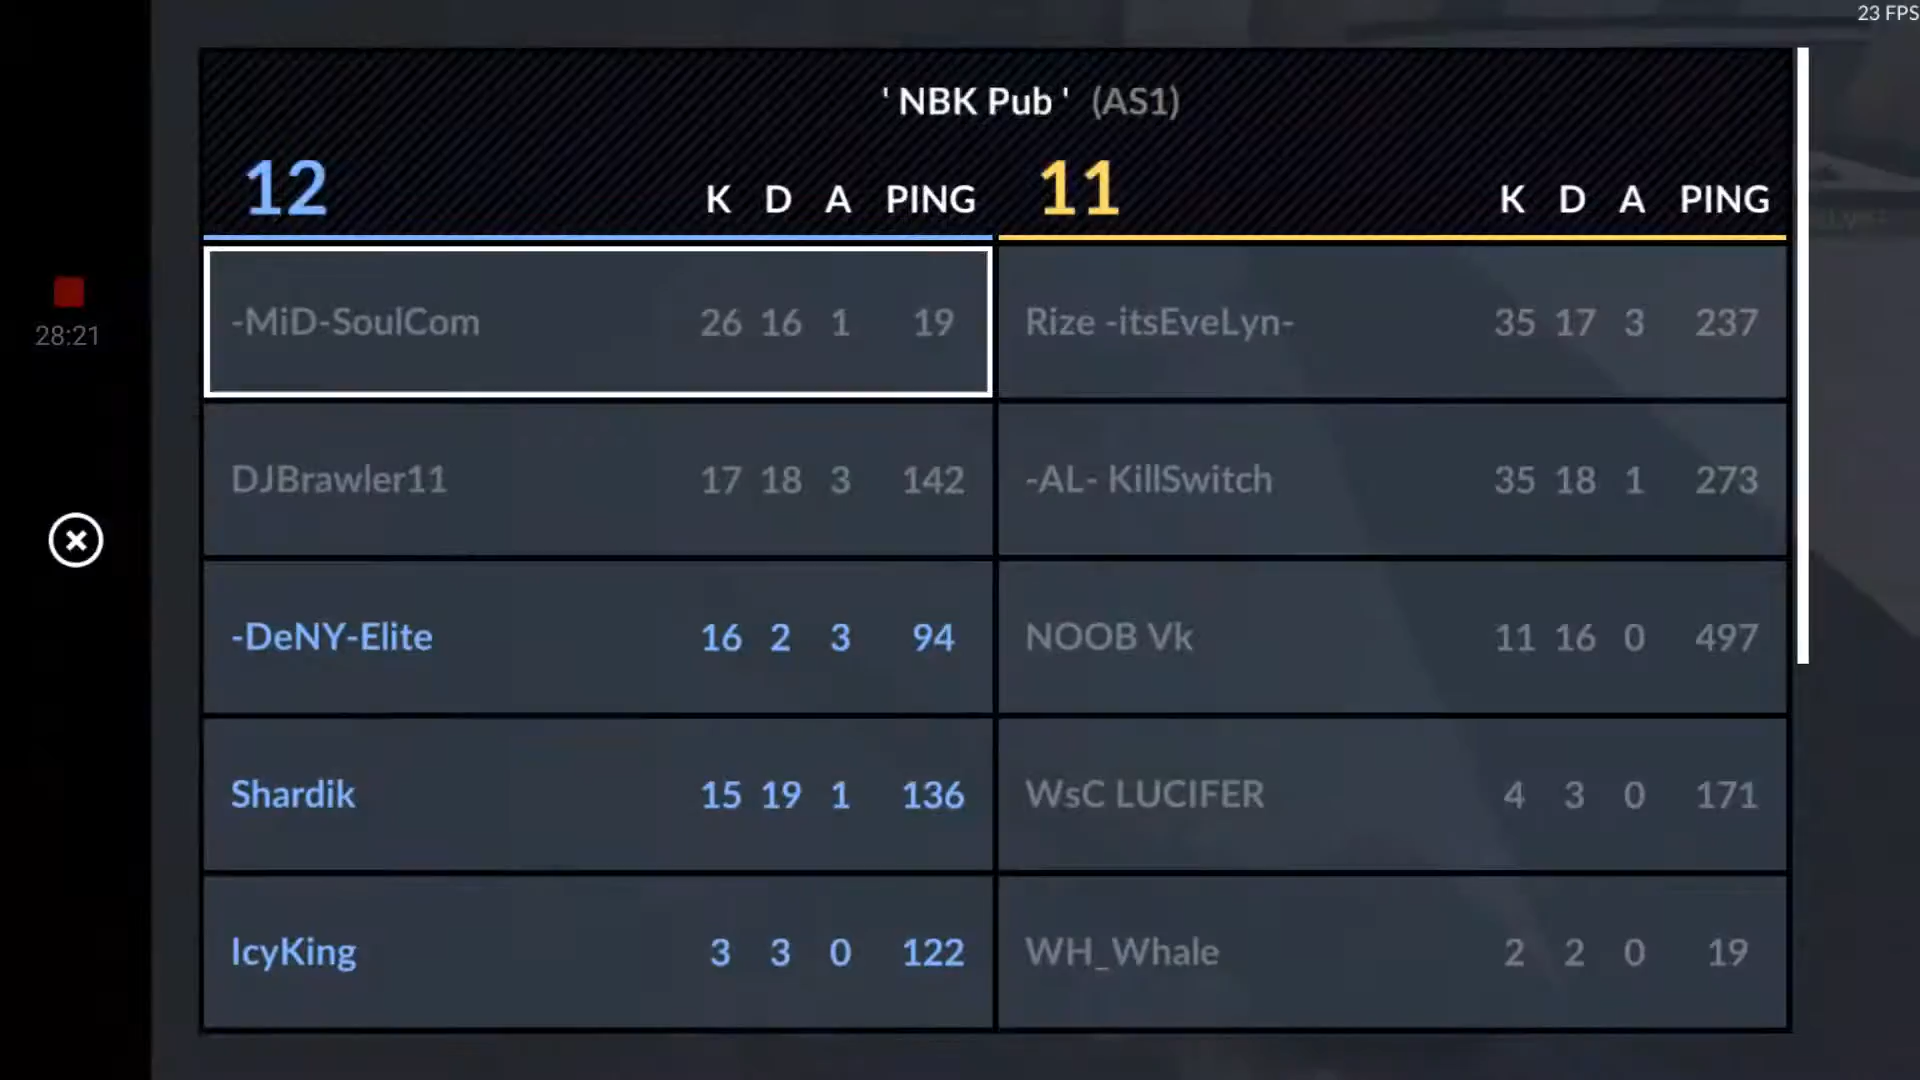 23 FPS
' NBK Pub ' (AS1)
12 K D A PING 11 K D A PING
-MiD-SoulCom 26 16 1 19 Rize -itsEveLyn- 35 17 3 237
28:21
DJBrawler11 17 18 3 142 -AL- KillSwitch 35 18 1 273
-DeNY-Elite 16 2 3 94 NOOB Vk 11 16 0 497
Shardik 15 19 1 136 WsC LUCIFER 4 3 0 171
IcyKing 3 3 0 122 WH_Whale 2 2 0 19